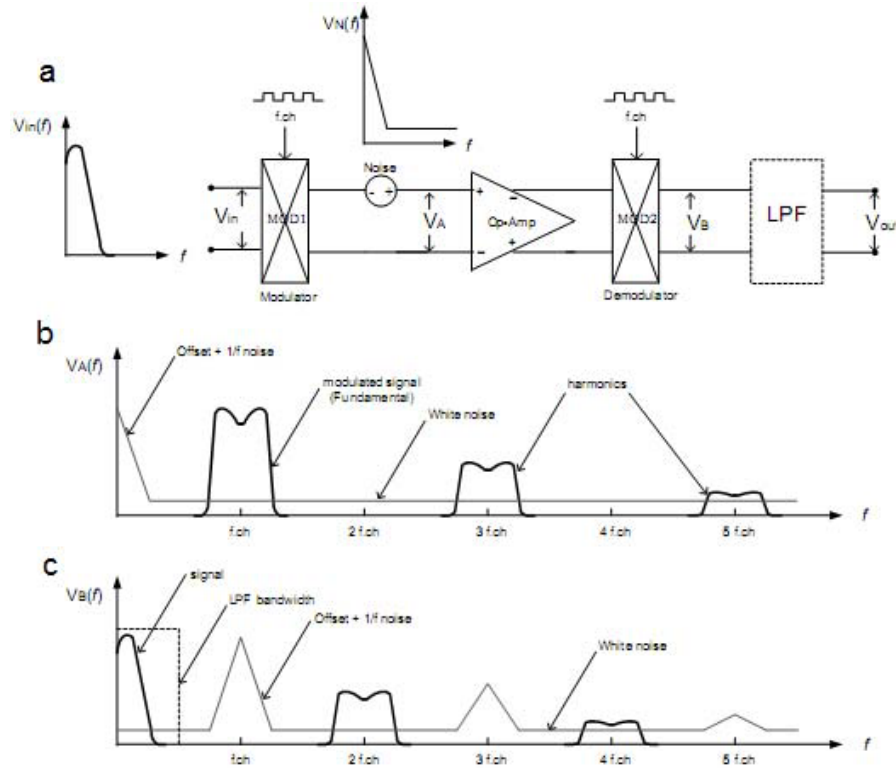 a
VN(f)
f
f.ch
f.ch
Vin(f)
f
Noise
- +
Vin
MOD1
VA
+ −
Op-Amp
− +
MOD2
VB
LPF
Vout
Modulator
Demodulator
b
VA(f)
Offset + 1/f noise
modulated signal
(Fundamental)
White noise
harmonics
f.ch 2 f.ch 3 f.ch 4 f.ch 5 f.ch f
c
VB(f)
signal
LPF bandwidth
Offset + 1/f noise
White noise
f.ch 2 f.ch 3 f.ch 4 f.ch 5 f.ch f